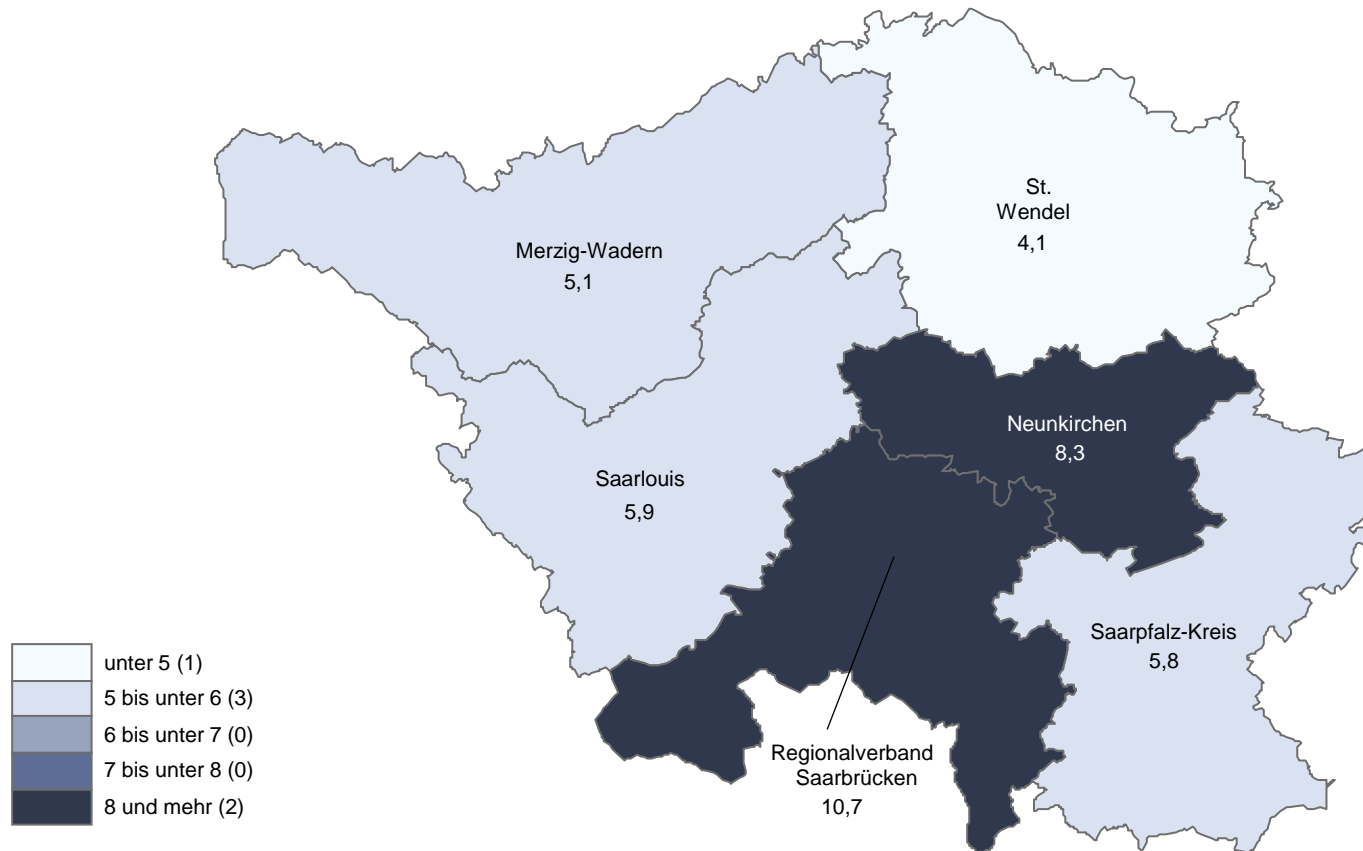 St.
Wendel
4,1
Merzig-Wadern
5,1
Neunkirchen
8,3
Saarlouis
5,9
Saarpfalz-Kreis
5,8
Regionalverband
Saarbrücken
10,7
unter 5 (1)
5 bis unter 6 (3)
6 bis unter 7 (0)
7 bis unter 8 (0)
8 und mehr (2)